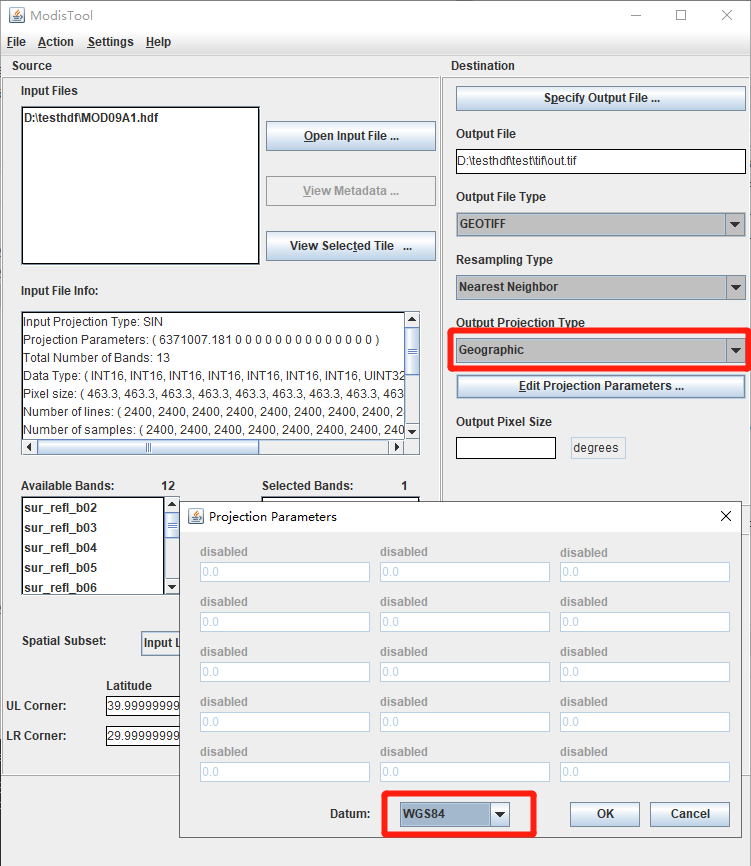 ModisTool
File Action Settings Help
Source
Input Files
D:\testhdf\MOD09A1.hdf
Open Input File ...
View Metadata ...
View Selected Tile ...
Input File Info:
Input Projection Type: SIN
Projection Parameters: ( 6371007.181 0 0 0 0 0 0 0 0 0 0 0 0 0 0 )
Total Number of Bands: 13
Data Type: ( INT16, INT16, INT16, INT16, INT16, INT16, INT16, UINT32
Pixel size: ( 463.3, 463.3, 463.3, 463.3, 463.3, 463.3, 463.3, 463
Number of lines: ( 2400, 2400, 2400, 2400, 2400, 2400, 2400,
Number of samples: ( 2400, 2400, 2400, 2400, 2400, 2400, 240
Available Bands: 12
Selected Bands: 1
sur_refl_b02
sur_refl_b03
sur_refl_b04
sur_refl_b05
sur_refl_b06
Spatial Subset:
Input L
Latitude
UL Corner: 39.99999999
LR Corner: 29.99999999
Destination
Specify Output File ...
Output File
D:\testhdf\test\tif\out.tif
Output File Type
GEOTIFF
Resampling Type
Nearest Neighbor
Output Projection Type
Geographic
Edit Projection Parameters ...
Output Pixel Size
degrees
Projection Parameters
disabled disabled disabled
0.0 0.0 0.0
disabled disabled disabled
0.0 0.0 0.0
disabled disabled disabled
0.0 0.0 0.0
disabled disabled disabled
0.0 0.0 0.0
disabled disabled disabled
0.0 0.0 0.0
Datum: WGS84 OK Cancel